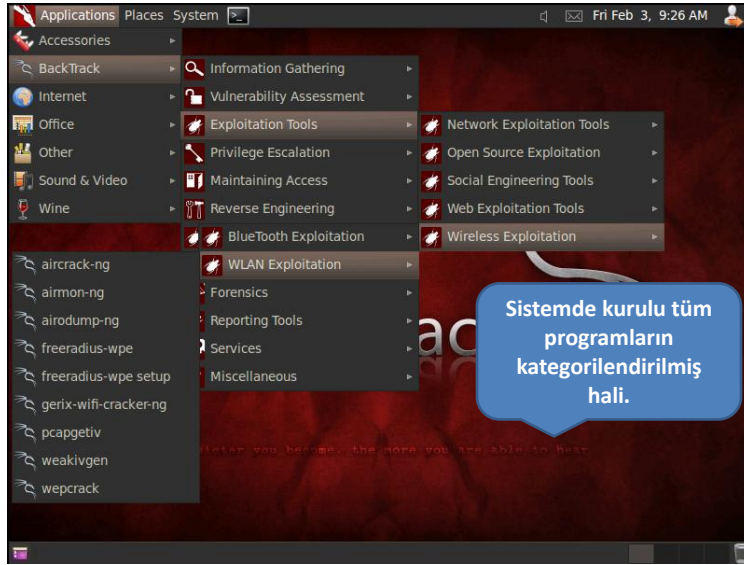 Applications Places System
Fri Feb 3, 9:26 AM
Accessories
BackTrack
Internet
Office
Other
Sound & Video
Wine
Information Gathering
Vulnerability Assessment
Exploitation Tools
Privilege Escalation
Maintaining Access
Reverse Engineering
BlueTooth Exploitation
WLAN Exploitation
Forensics
Reporting Tools
Services
Miscellaneous
Network Exploitation Tools
Open Source Exploitation
Social Engineering Tools
Web Exploitation Tools
Wireless Exploitation
aircrack-ng
airmon-ng
airodump-ng
freeradius-wpe
freeradius-wpe setup
gerix-wifi-cracker-ng
pcapgetiv
weakivgen
wepcrack
Sistemde kurulu tüm
programların
kategorilendirilmiş
hali.
you become, the more you are able to hear